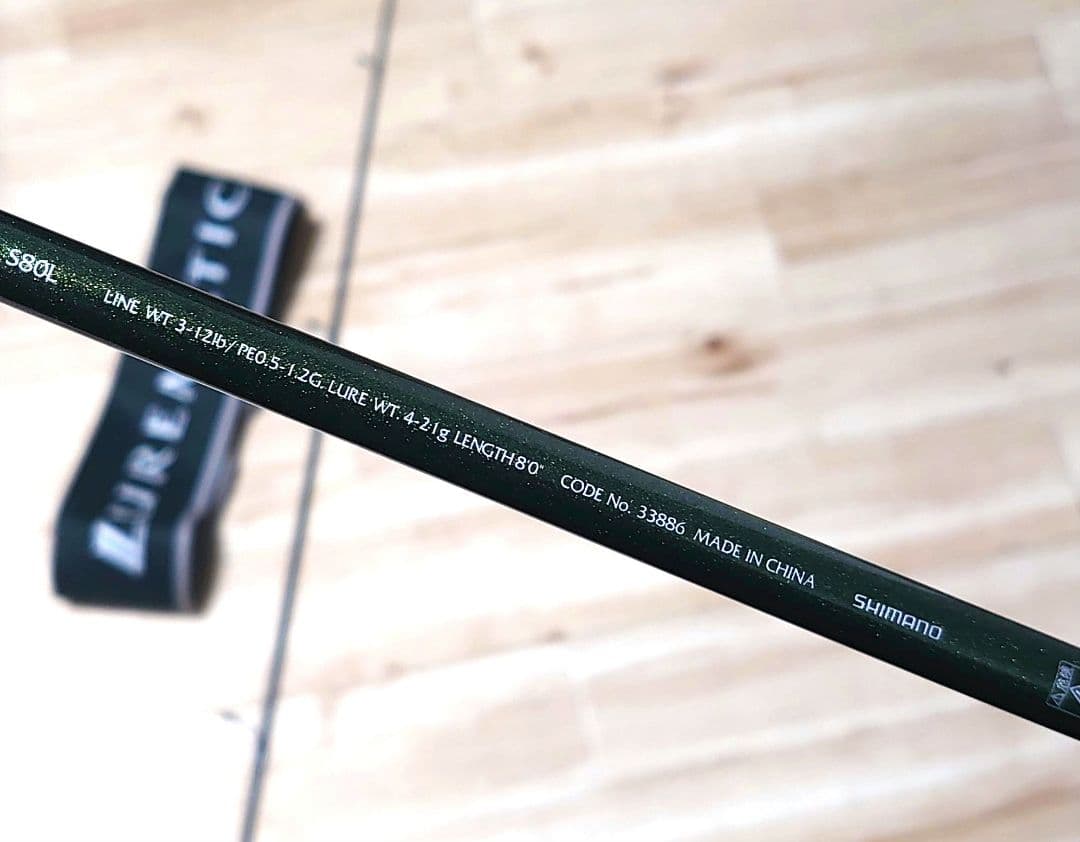 S80L LINE WT. 3-12lb/PE0.5-1.2G. LURE WT. 4-21g LENGTH 8'0" CODE No. 33886 MADE IN CHINA SHIMANO